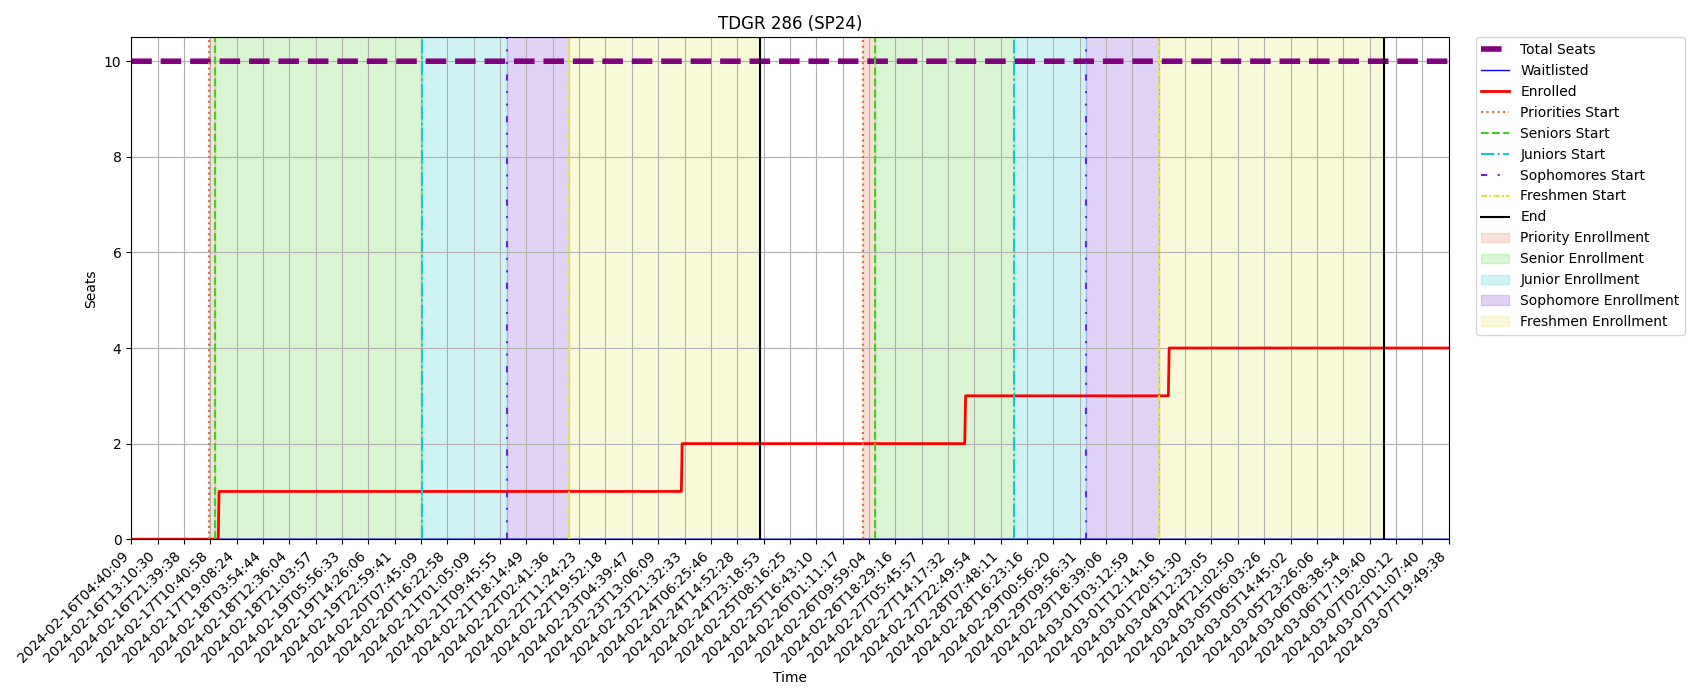 TDGR 286 (SP24)
Seats
10
8
6
4
2
0
2024-02-16T04:40:09
2024-02-16T13:10:30
2024-02-16T21:39:38
2024-02-17T10:40:58
2024-02-17T19:08:24
2024-02-18T03:54:44
2024-02-18T12:36:04
2024-02-18T21:03:57
2024-02-19T05:56:33
2024-02-19T14:26:06
2024-02-19T22:59:41
2024-02-20T07:45:09
2024-02-20T16:22:58
2024-02-21T01:05:09
2024-02-21T09:45:55
2024-02-21T18:14:49
2024-02-22T02:41:36
2024-02-22T11:24:23
2024-02-22T19:52:18
2024-02-23T04:39:47
2024-02-23T13:06:09
2024-02-23T21:32:33
2024-02-24T06:25:46
2024-02-24T14:52:28
2024-02-24T23:18:53
2024-02-25T08:16:25
2024-02-25T16:43:10
2024-02-26T01:11:17
2024-02-26T09:59:04
2024-02-26T18:29:16
2024-02-27T05:45:57
2024-02-27T14:17:32
2024-02-27T22:49:54
2024-02-28T07:48:11
2024-02-28T16:23:16
2024-02-29T00:56:20
2024-02-29T09:56:31
2024-02-29T18:39:06
2024-03-01T03:12:59
2024-03-01T12:14:16
2024-03-01T20:51:30
2024-03-04T12:23:05
2024-03-04T21:02:50
2024-03-05T06:03:26
2024-03-05T14:45:02
2024-03-05T23:26:06
2024-03-06T08:38:54
2024-03-06T17:19:40
2024-03-07T02:00:12
2024-03-07T11:07:40
2024-03-07T19:49:38
Time
Total Seats
Waitlisted
Enrolled
Priorities Start
Seniors Start
Juniors Start
Sophomores Start
Freshmen Start
End
Priority Enrollment
Senior Enrollment
Junior Enrollment
Sophomore Enrollment
Freshmen Enrollment